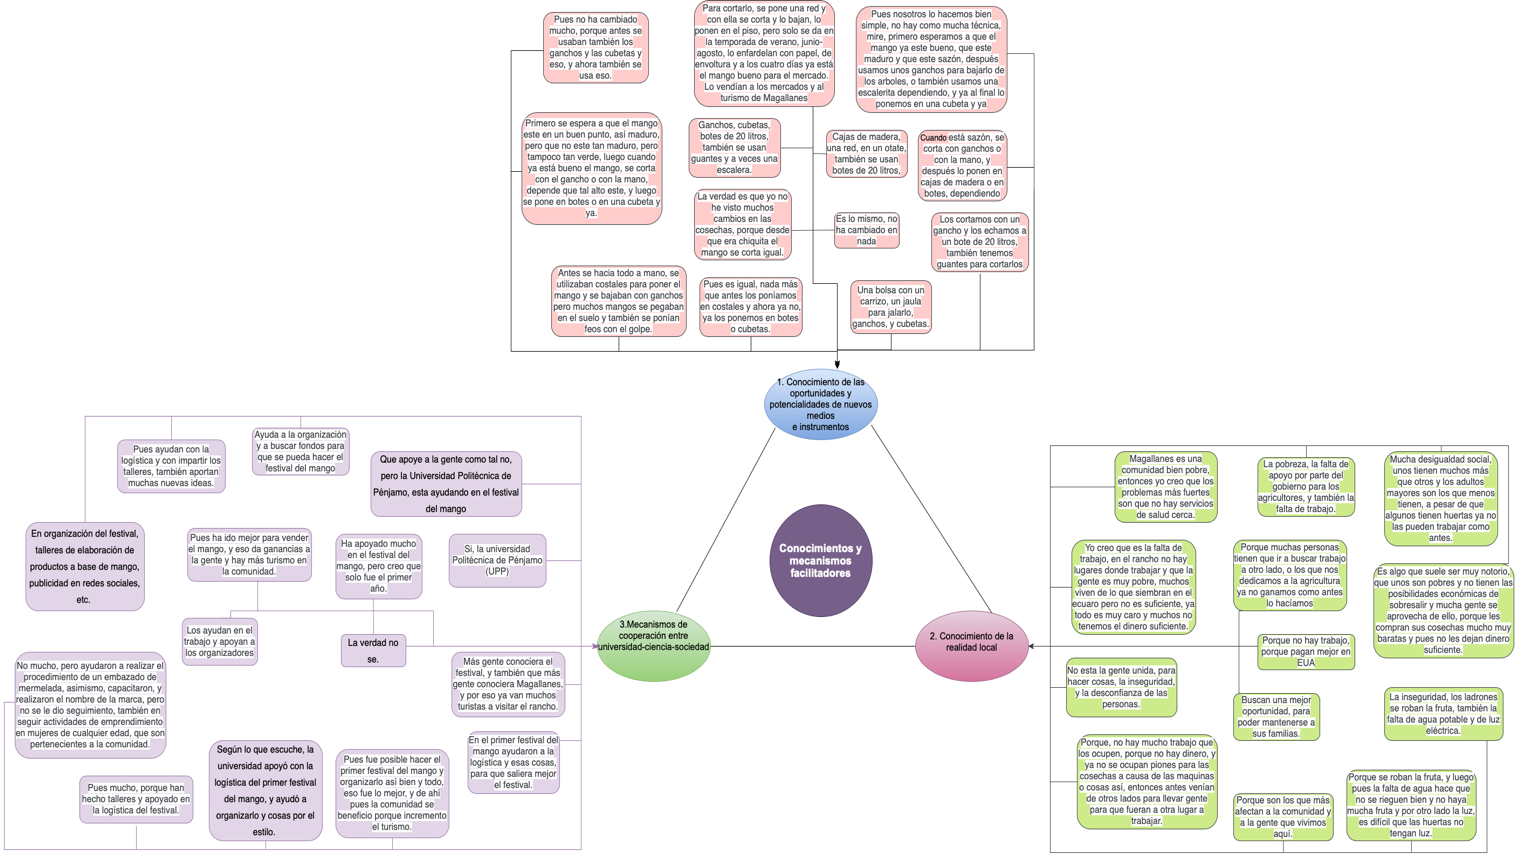 Pues no ha cambiado
mucho, porque antes se
usaban también los
ganchos y las cubetas y
eso, y ahora también se
usa eso.
Para cortarlo, se pone una red y
con ella se corta y lo bajan, lo
ponen en el piso, pero solo se da en
la temporada de verano, junio-
agosto, lo enfardelan con papel, de
envoltura y a los cuatro días ya está
el mango bueno para el mercado.
Lo vendían a los mercados y al
turismo de Magallanes
Pues nosotros lo hacemos bien
simple, no hay como mucha técnica,
mire, primero esperamos a que el
mango ya este bueno, que este
maduro y que este sazón, después
usamos unos ganchos para bajarlo de
los arboles, o también usamos una
escalerita dependiendo, y ya al final lo
ponemos en una cubeta y ya
Primero se espera a que el mango
este en un buen punto, así maduro,
pero que no este tan maduro, pero
tampoco tan verde, luego cuando
ya está bueno el mango, se corta
con el gancho o con la mano,
depende que tal alto este, y luego
se pone en botes o en una cubeta y
ya.
Ganchos, cubetas,
botes de 20 litros,
también se usan
guantes y a veces una
escalera.
Cajas de madera,
una red, en un otate,
también se usan
botes de 20 litros,
Cuando está sazón, se
corta con ganchos o
con la mano, y
después lo ponen en
cajas de madera o en
botes, dependiendo
La verdad es que yo no
he visto muchos
cambios en las
cosechas, porque desde
que era chiquita el
mango se corta igual.
Es lo mismo, no
ha cambiado en
nada
Los cortamos con un
gancho y los echamos a
un bote de 20 litros,
también tenemos
guantes para cortarlos
Antes se hacia todo a mano, se
utilizaban costales para poner el
mango y se bajaban con ganchos
pero muchos mangos se pegaban
en el suelo y también se ponían
feos con el golpe.
Pues es igual, nada más
que antes los poníamos
en costales y ahora ya no,
ya los ponemos en botes
o cubetas.
Una bolsa con un
carrizo, un jaula
para jalarlo,
ganchos, y cubetas.
1. Conocimiento de las
oportunidades y
potencialidades de nuevos
medios
e instrumentos
Conocimientos y
mecanismos
facilitadores
3.Mecanismos de
cooperación entre
universidad-ciencia-sociedad
2. Conocimiento de la
realidad local
Pues ayudan con la
logística y con impartir los
talleres, también aportan
muchas nuevas ideas.
Ayuda a la organización
y a buscar fondos para
que se pueda hacer el
festival del mango
Que apoye a la gente como tal no,
pero la Universidad Politécnica de
Pénjamo, esta ayudando en el festival
del mango
En organización del festival,
talleres de elaboración de
productos a base de mango,
publicidad en redes sociales,
etc.
Pues ha ido mejor para vender
el mango, y eso da ganancias a
la gente y hay más turismo en
la comunidad.
Ha apoyado mucho
en el festival del
mango, pero creo que
solo fue el primer
año.
Si, la universidad
Politécnica de Pénjamo
(UPP)
Los ayudan en el
trabajo y apoyan a
los organizadores
La verdad no
se.
No mucho, pero ayudaron a realizar el
procedimiento de un embazado de
mermelada, asimismo, capacitaron, y
realizaron el nombre de la marca, pero
no se le dio seguimiento, también en
seguir actividades de emprendimiento
en mujeres de cualquier edad, que son
pertenecientes a la comunidad.
Más gente conociera el
festival, y también que más
gente conociera Magallanes,
y por eso ya van muchos
turistas a visitar el rancho.
En el primer festival del
mango ayudaron a la
logística y esas cosas,
para que saliera mejor
el festival.
Según lo que escuche, la
universidad apoyó con la
logística del primer festival
del mango, y ayudó a
organizarlo y cosas por el
estilo.
Pues fue posible hacer el
primer festival del mango y
organizarlo así bien y todo,
eso fue lo mejor, y de ahí
pues la comunidad se
beneficio porque incremento
el turismo.
Pues mucho, porque han
hecho talleres y apoyado en
la logística del festival.
Magallanes es una
comunidad bien pobre,
entonces yo creo que los
problemas más fuertes
son que no hay servicios
de salud cerca.
La pobreza, la falta de
apoyo por parte del
gobierno para los
agricultores, y también la
falta de trabajo.
Mucha desigualdad social,
unos tienen muchos más
que otros y los adultos
mayores son los que menos
tienen, a pesar de que
algunos tienen huertas ya no
las pueden trabajar como
antes.
Yo creo que es la falta de
trabajo, en el rancho no hay
lugares donde trabajar y que la
gente es muy pobre, muchos
viven de lo que siembran en el
ecuaro pero no es suficiente, ya
todo es muy caro y muchos no
tenemos el dinero suficiente.
Porque muchas personas
tienen que ir a buscar trabajo
a otro lado, o los que nos
dedicamos a la agricultura
ya no ganamos como antes
lo hacíamos
Es algo que suele ser muy notorio,
que unos son pobres y no tienen las
posibilidades económicas de
sobresalir y mucha gente se
aprovecha de ello, porque les
compran sus cosechas mucho muy
baratas y pues no les dejan dinero
suficiente.
Porque no hay trabajo,
porque pagan mejor en
EUA
No esta la gente unida, para
hacer cosas, la inseguridad,
y la desconfianza de las
personas.
Buscan una mejor
oportunidad, para
poder mantenerse a
sus familias.
La inseguridad, los ladrones
se roban la fruta, también la
falta de agua potable y de luz
eléctrica.
Porque, no hay mucho trabajo que
los ocupen, porque no hay dinero, y
ya no se ocupan piones para las
cosechas a causa de las maquinas
o cosas así, entonces antes venían
de otros lados para llevar gente
para que fueran a otra lugar a
trabajar.
Porque son los que más
afectan a la comunidad y
a la gente que vivimos
aquí.
Porque se roban la fruta, y luego
pues la falta de agua hace que
no se rieguen bien y no haya
mucha fruta y por otro lado la luz,
es difícil que las huertas no
tengan luz.